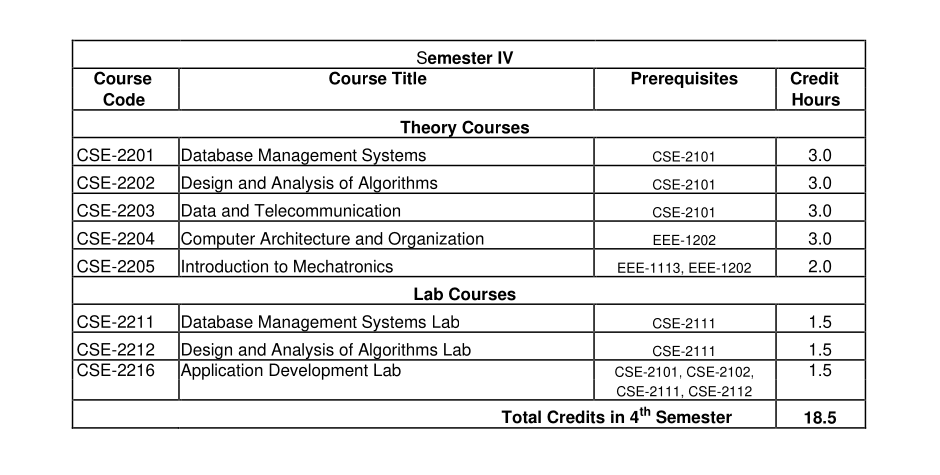 Semester IV
Course Code Course Title Prerequisites Credit Hours
Theory Courses
CSE-2201 Database Management Systems CSE-2101 3.0
CSE-2202 Design and Analysis of Algorithms CSE-2101 3.0
CSE-2203 Data and Telecommunication CSE-2101 3.0
CSE-2204 Computer Architecture and Organization EEE-1202 3.0
CSE-2205 Introduction to Mechatronics EEE-1113, EEE-1202 2.0
Lab Courses
CSE-2211 Database Management Systems Lab CSE-2111 1.5
CSE-2212 Design and Analysis of Algorithms Lab CSE-2111 1.5
CSE-2216 Application Development Lab CSE-2101, CSE-2102, 1.5
CSE-2111, CSE-2112
Total Credits in 4th Semester 18.5